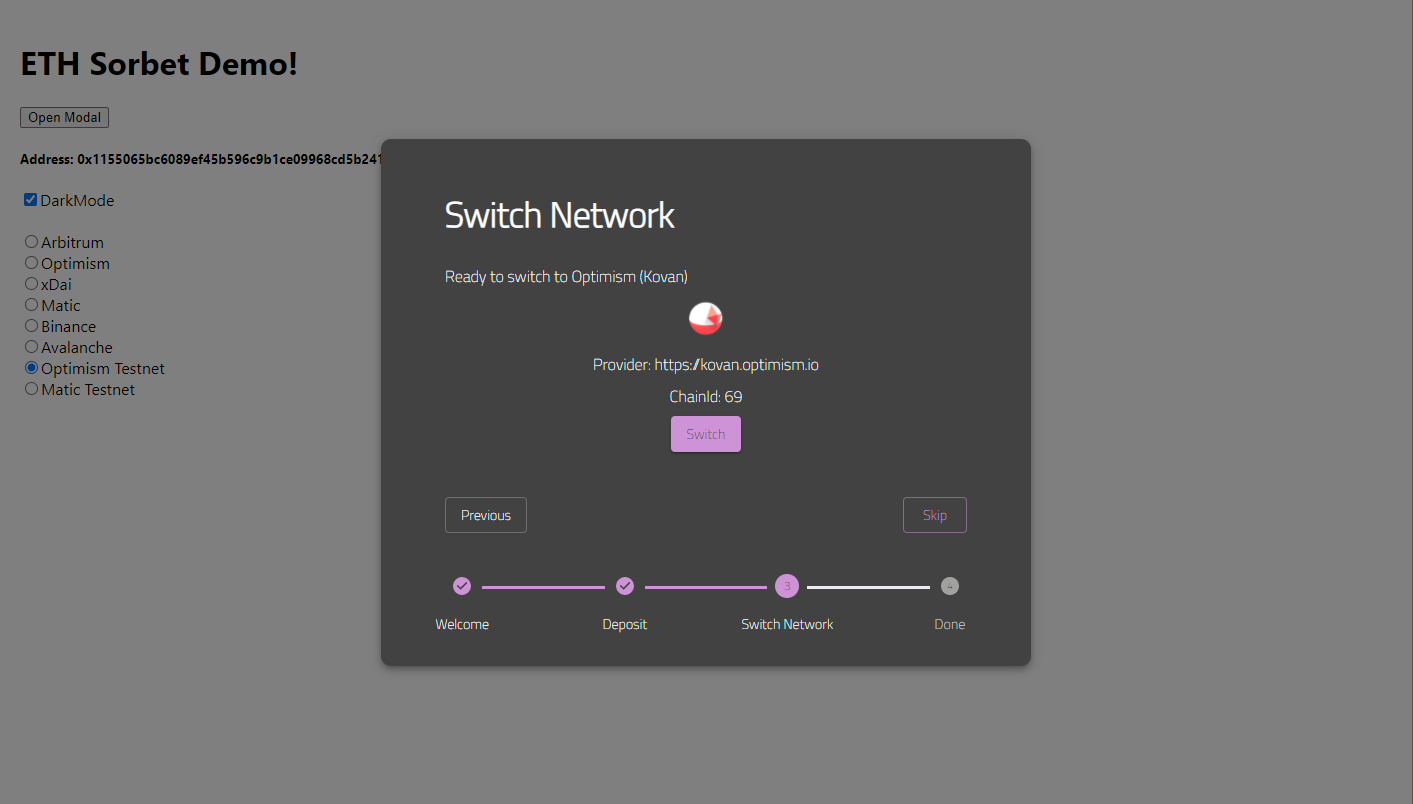 ETH Sorbet Demo!
Open Modal
Address: 0x1155065bc6089ef45b596c9b1ce09968cd5b241
DarkMode
Arbitrum
Optimism
xDai
Matic
Binance
Avalanche
Optimism Testnet
Matic Testnet
Switch Network
Ready to switch to Optimism (Kovan)
Provider: https://kovan.optimism.io
ChainId: 69
Switch
Previous
Skip
3
4
Welcome
Deposit
Switch Network
Done